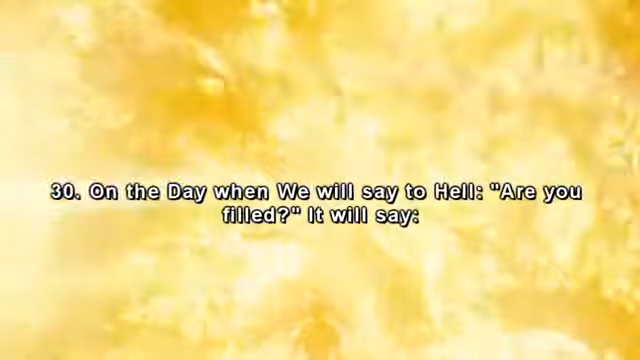 30. On the Day when We will say to Hell: "Are you
filled?" It will say: